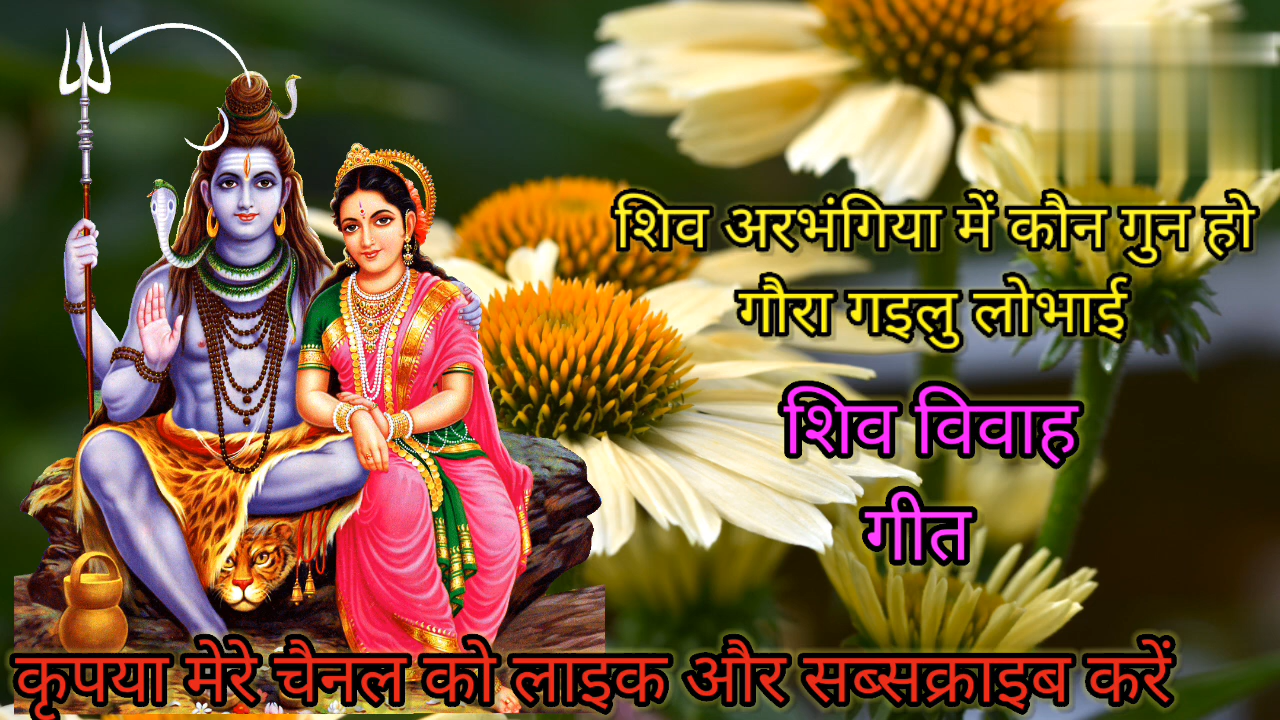 शिव अरभंगिया में कौन गुन हो
गौरा गइलु लोभाई
शिव विवाह
गीत
कृपया मेरे चैनल को लाइक और सब्सक्राइब करें